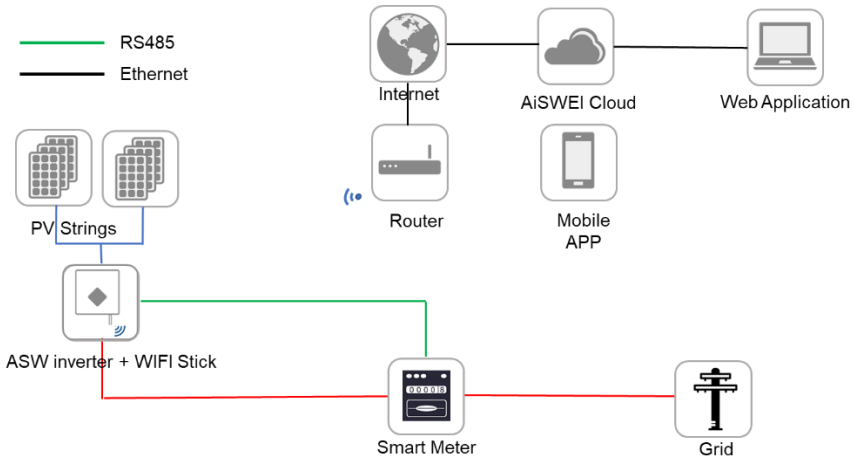 RS485
Ethernet
Internet
AiSWEI Cloud
Web Application
PV Strings
Router
Mobile
APP
ASW inverter + WIFI Stick
00008
Smart Meter
Grid